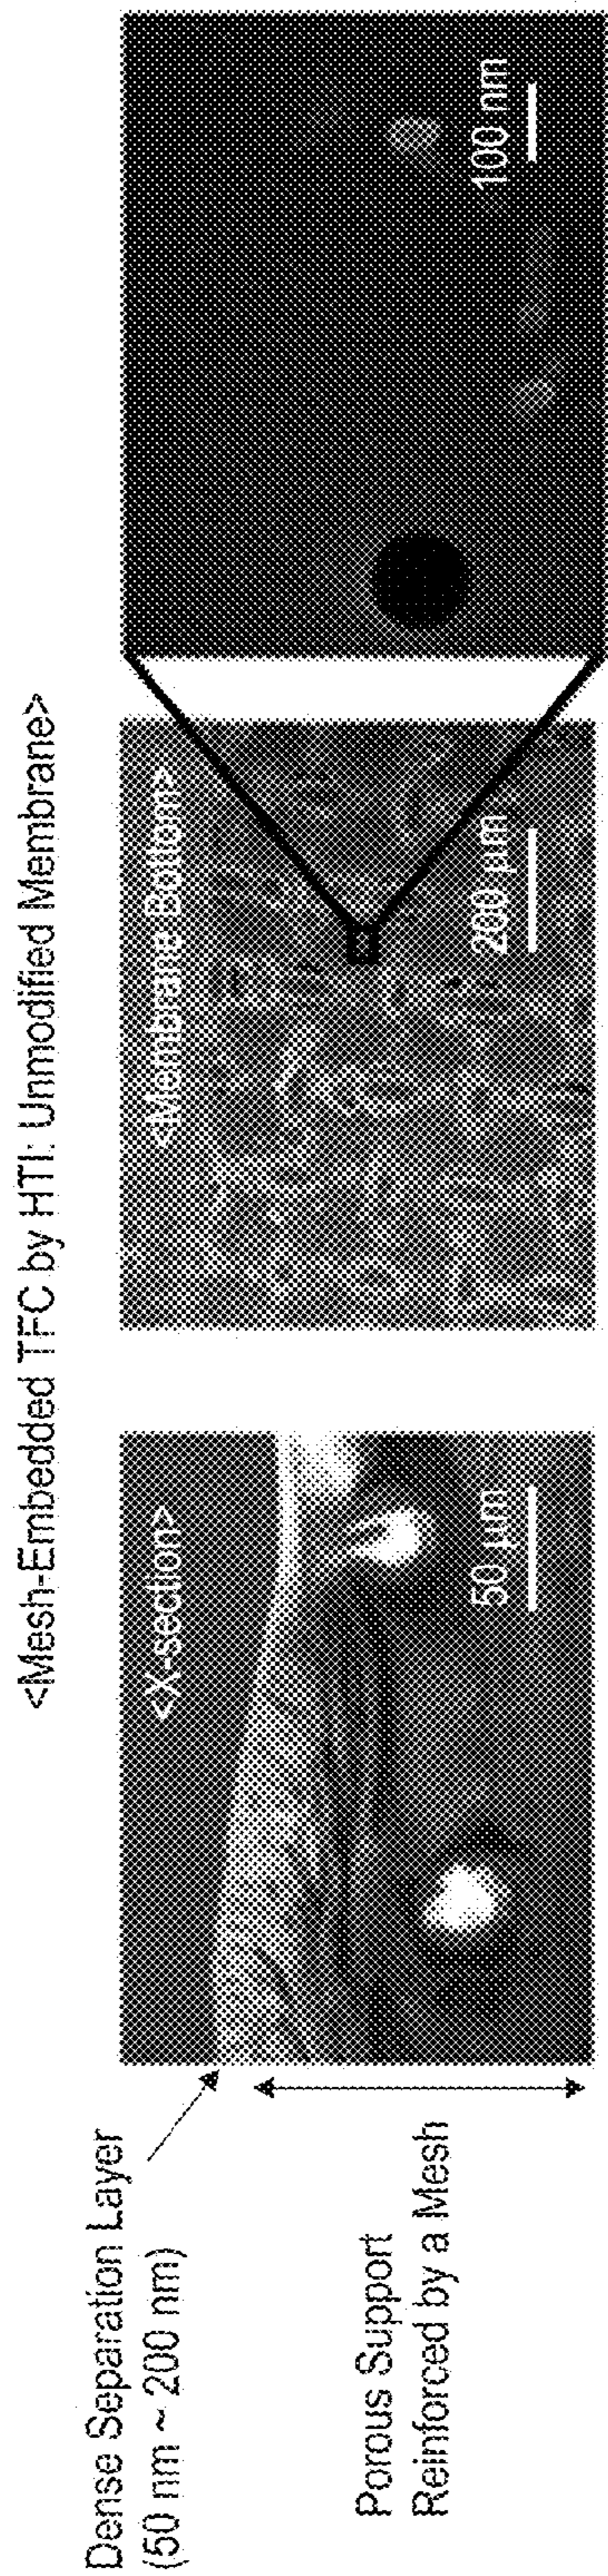 <Mesh-Embedded TFC by HTI: Unmodified Membrane>
Dense Separation Layer
(50 nm ~ 200 nm)
Porous Support
Reinforced by a Mesh
<X-section>
50 µm
<Membrane Bottom>
200 µm
100 nm